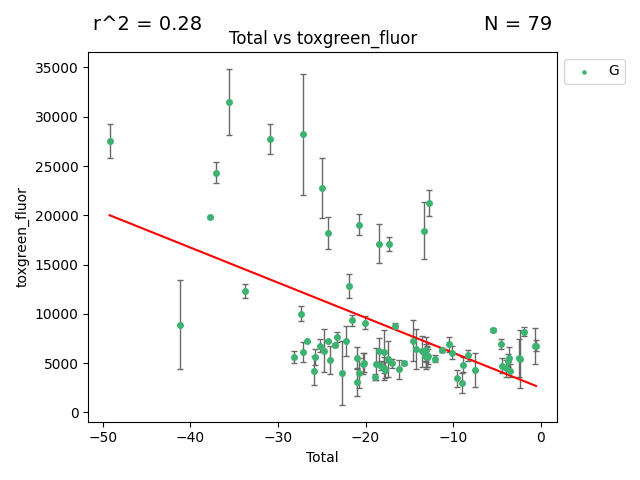 r^2 = 0.28
N = 79
Total vs toxgreen_fluor
G
35000
30000
25000
20000
15000
10000
5000
0
toxgreen_fluor
−50
−40
−30
−20
−10
0
Total